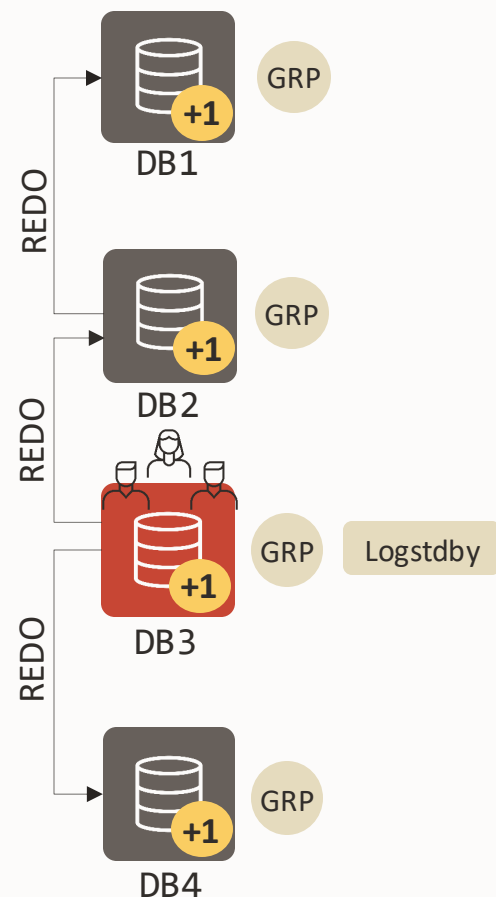 GRP
+1
DB1
REDO
GRP
+1
DB2
REDO
GRP
Logstdby
+1
DB3
REDO
GRP
+1
DB4